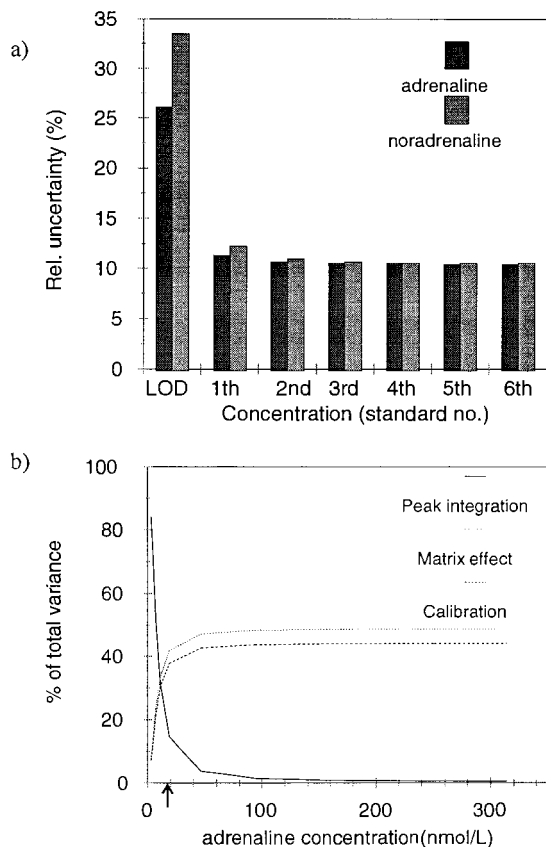 a)
35
30
25
20
15
10
5
0
Rel. uncertainty (%)
adrenaline
noradrenaline
LOD 1th 2nd 3rd 4th 5th 6th
Concentration (standard no.)
b)
100
80
60
40
20
0
% of total variance
Peak integration
Matrix effect
Calibration
0 100 200 300
adrenaline concentration(nmol/L)